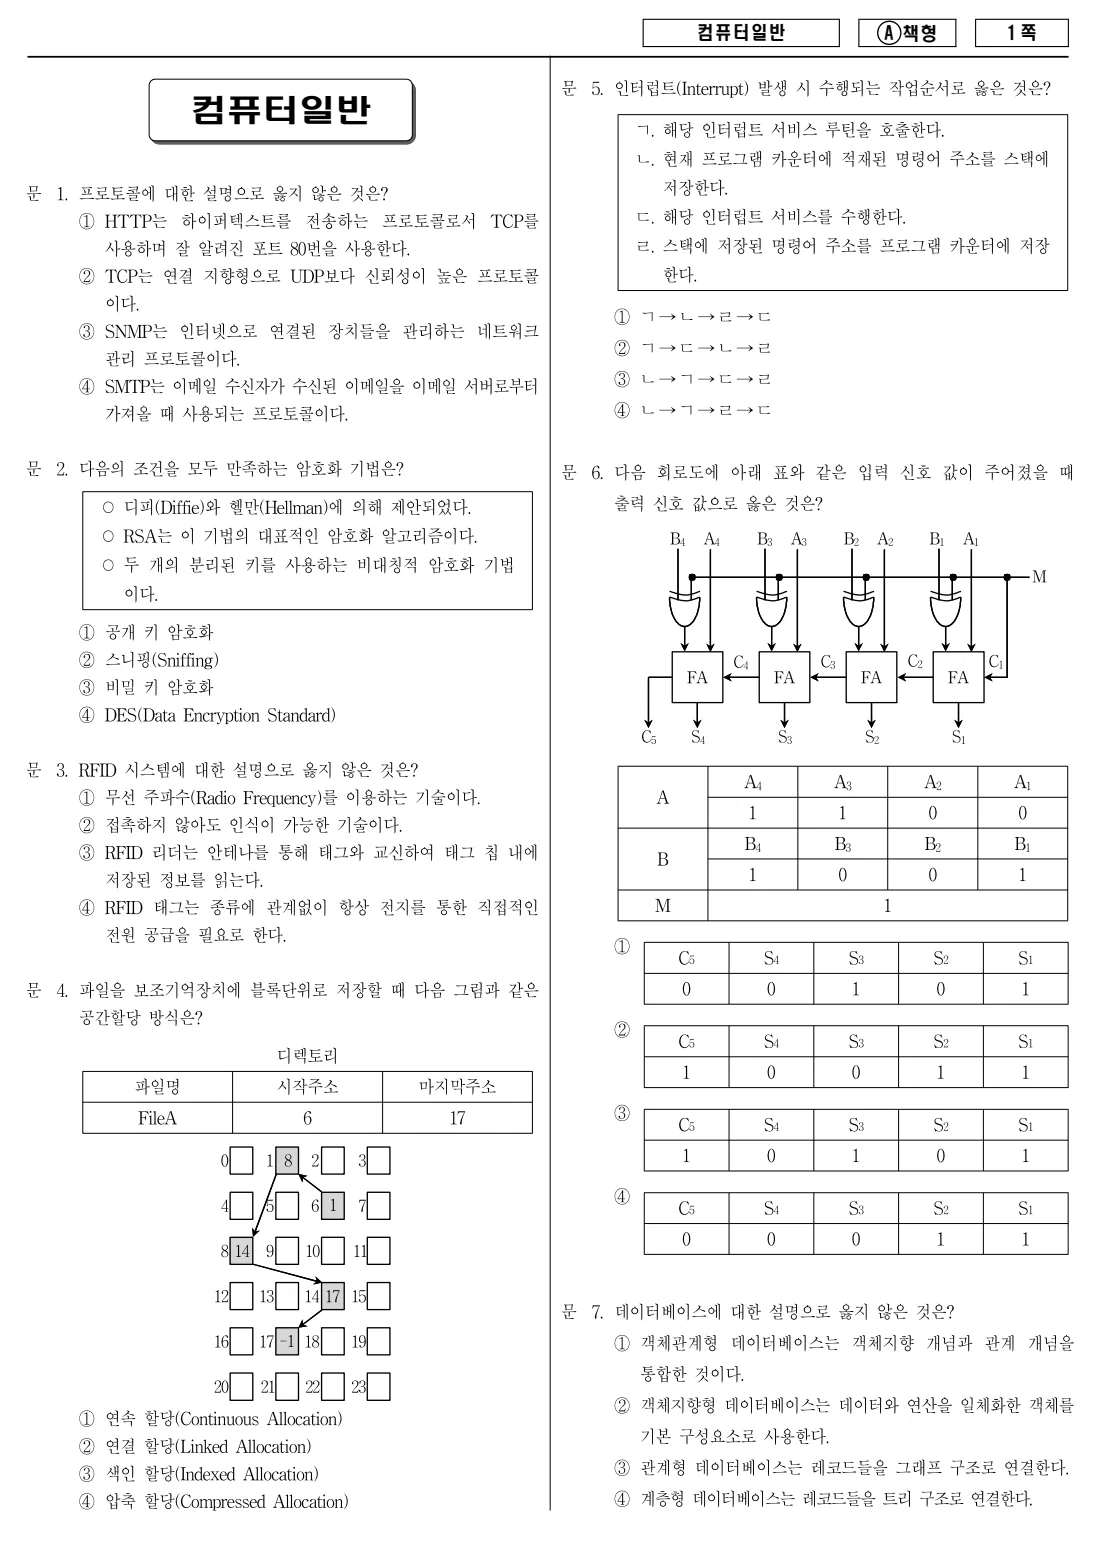 컴퓨터일반
Ⓐ책형
1쪽
컴퓨터일반
문 1. 프로토콜에 대한 설명으로 옳지 않은 것은?
① HTTP는 하이퍼텍스트를 전송하는 프로토콜로서 TCP를
사용하며 잘 알려진 포트 80번을 사용한다.
② TCP는 연결 지향형으로 UDP보다 신뢰성이 높은 프로토콜
이다.
③ SNMP는 인터넷으로 연결된 장치들을 관리하는 네트워크
관리 프로토콜이다.
④ SMTP는 이메일 수신자가 수신된 이메일을 이메일 서버로부터
가져올 때 사용되는 프로토콜이다.
문 2. 다음의 조건을 모두 만족하는 암호화 기법은?
○ 디피(Diffie)와 헬만(Hellman)에 의해 제안되었다.
○ RSA는 이 기법의 대표적인 암호화 알고리즘이다.
○ 두 개의 분리된 키를 사용하는 비대칭적 암호화 기법
이다.
① 공개 키 암호화
② 스니핑(Sniffing)
③ 비밀 키 암호화
④ DES(Data Encryption Standard)
문 3. RFID 시스템에 대한 설명으로 옳지 않은 것은?
① 무선 주파수(Radio Frequency)를 이용하는 기술이다.
② 접촉하지 않아도 인식이 가능한 기술이다.
③ RFID 리더는 안테나를 통해 태그와 교신하여 태그 칩 내에
저장된 정보를 읽는다.
④ RFID 태그는 종류에 관계없이 항상 전지를 통한 직접적인
전원 공급을 필요로 한다.
문 4. 파일을 보조기억장치에 블록단위로 저장할 때 다음 그림과 같은
공간할당 방식은?
디렉토리
파일명 시작주소 마지막주소
FileA 6 17
0 1 8 2 3
4 5 6 1 7
8 14 9 10 11
12 13 14 17 15
16 17 -1 18 19
20 21 22 23
① 연속 할당(Continuous Allocation)
② 연결 할당(Linked Allocation)
③ 색인 할당(Indexed Allocation)
④ 압축 할당(Compressed Allocation)
문 5. 인터럽트(Interrupt) 발생 시 수행되는 작업순서로 옳은 것은?
ㄱ. 해당 인터럽트 서비스 루틴을 호출한다.
ㄴ. 현재 프로그램 카운터에 적재된 명령어 주소를 스택에
저장한다.
ㄷ. 해당 인터럽트 서비스를 수행한다.
ㄹ. 스택에 저장된 명령어 주소를 프로그램 카운터에 저장
한다.
① ㄱ→ㄴ→ㄹ→ㄷ
② ㄱ→ㄷ→ㄴ→ㄹ
③ ㄴ→ㄱ→ㄷ→ㄹ
④ ㄴ→ㄱ→ㄹ→ㄷ
문 6. 다음 회로도에 아래 표와 같은 입력 신호 값이 주어졌을 때
출력 신호 값으로 옳은 것은?
B4 A4 B3 A3 B2 A2 B1 A1
M
C4 C3 C2 C1
FA FA FA FA
C5 S4 S3 S2 S1
A A4 A3 A2 A1
1 1 0 0
B B4 B3 B2 B1
1 0 0 1
M 1
① C5 S4 S3 S2 S1
0 0 1 0 1
② C5 S4 S3 S2 S1
1 0 0 1 1
③ C5 S4 S3 S2 S1
1 0 1 0 1
④ C5 S4 S3 S2 S1
0 0 0 1 1
문 7. 데이터베이스에 대한 설명으로 옳지 않은 것은?
① 객체관계형 데이터베이스는 객체지향 개념과 관계 개념을
통합한 것이다.
② 객체지향형 데이터베이스는 데이터와 연산을 일체화한 객체를
기본 구성요소로 사용한다.
③ 관계형 데이터베이스는 레코드들을 그래프 구조로 연결한다.
④ 계층형 데이터베이스는 레코드들을 트리 구조로 연결한다.